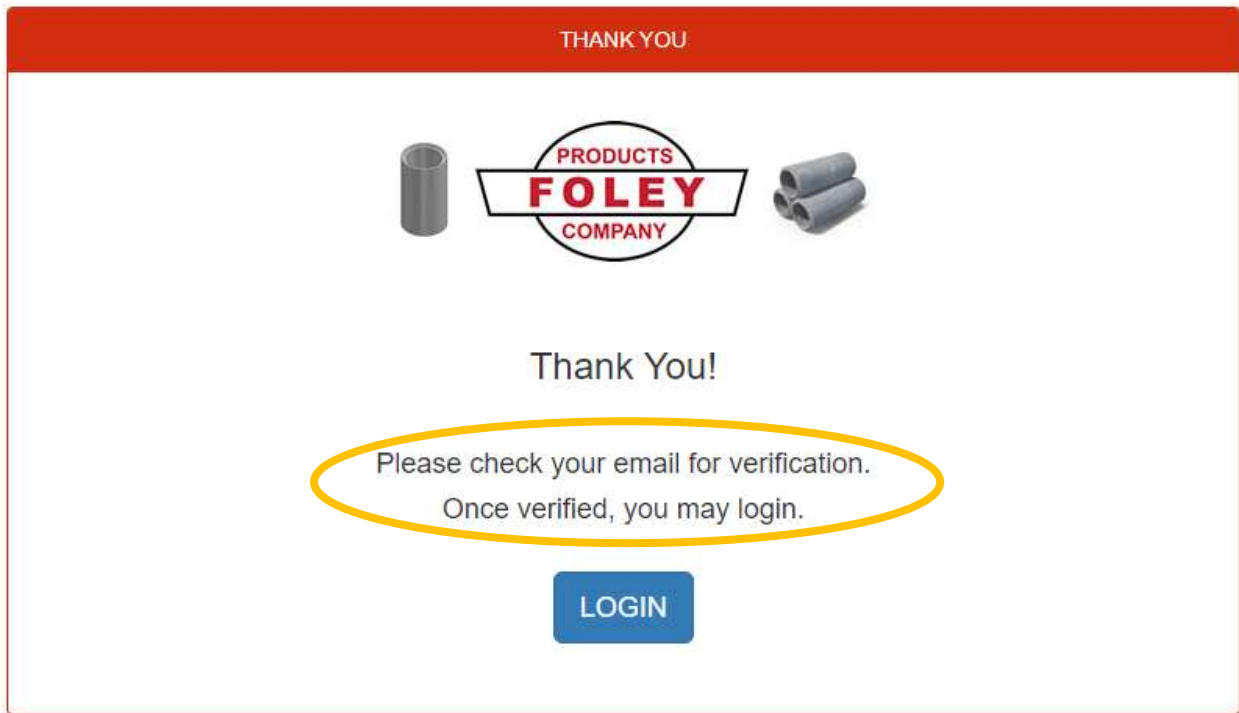 THANK YOU
PRODUCTS
FOLEY
COMPANY
Thank You!
Please check your email for verification.
Once verified, you may login.
LOGIN